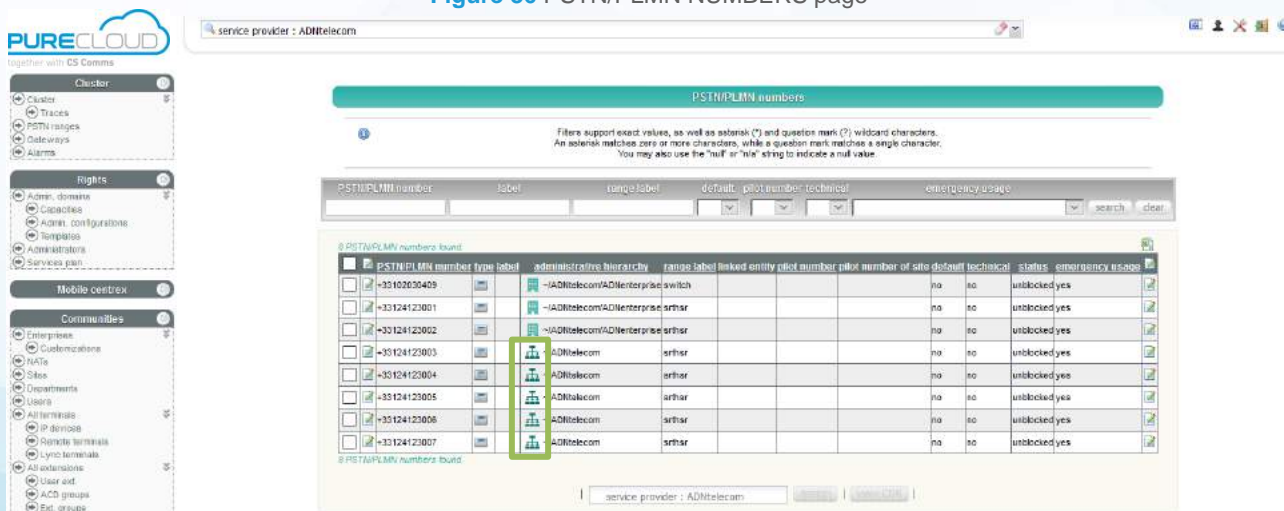 PSTN/PLMN NUMBERS page
service provider : ADNtelecom
PURECLOUD
together with CS Comms
Cluster
Cluster
Traces
PSTN ranges
Gateways
Alarms
Rights
Admin. domains
Capacities
Admin. configurations
Templates
Administrators
Services plan
Mobile centrex
Communities
Enterprises
Customizations
NATs
Sites
Departments
Users
All terminals
IP devices
Remote terminals
Lync terminals
All extensions
User ext.
ACD groups
Ext. groups
PSTN/PLMN numbers
Filters support exact values, as well as asterisk (*) and question mark (?) wildcard characters.
An asterisk matches zero or more characters, while a question mark matches a single character.
You may also use the "null" or "n/a" string to indicate a null value.
PSTN/PLMN number label range label default pilot number technical emergency usage
search clear
8 PSTN/PLMN numbers found
PSTN/PLMN number type label administrative hierarchy range label linked entity pilot number pilot number of site default technical status emergency usage
+33102030409 ~/ADNtelecom/ADNenterprise switch no no unblocked yes
+33124123001 ~/ADNtelecom/ADNenterprise srthsr no no unblocked yes
+33124123002 ~/ADNtelecom/ADNenterprise srthsr no no unblocked yes
+33124123003 ADNtelecom srthsr no no unblocked yes
+33124123004 ADNtelecom srthsr no no unblocked yes
+33124123005 ADNtelecom srthsr no no unblocked yes
+33124123006 ADNtelecom srthsr no no unblocked yes
+33124123007 ADNtelecom srthsr no no unblocked yes
8 PSTN/PLMN numbers found
| service provider : ADNtelecom | |